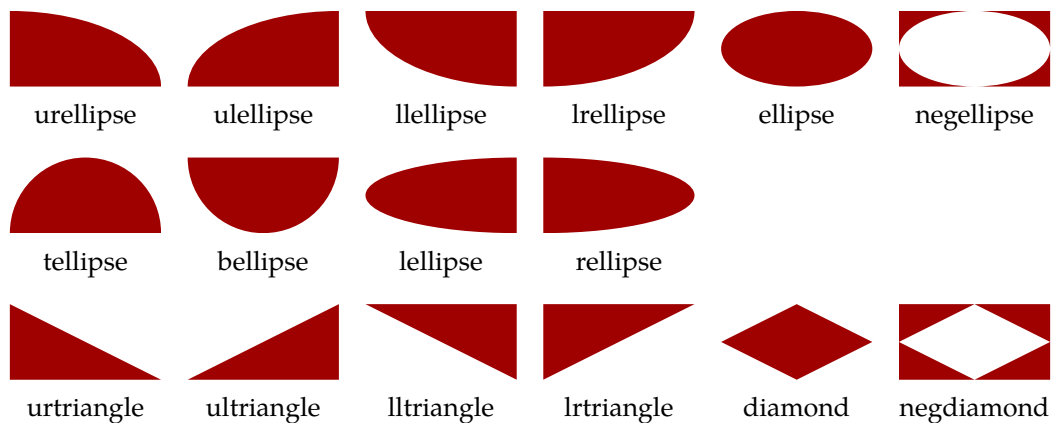 urellipse ulellipse llellipse lrellipse ellipse negellipse
tellipse bellipse lellipse rellipse
urtriangle ultriangle lltriangle lrtriangle diamond negdiamond